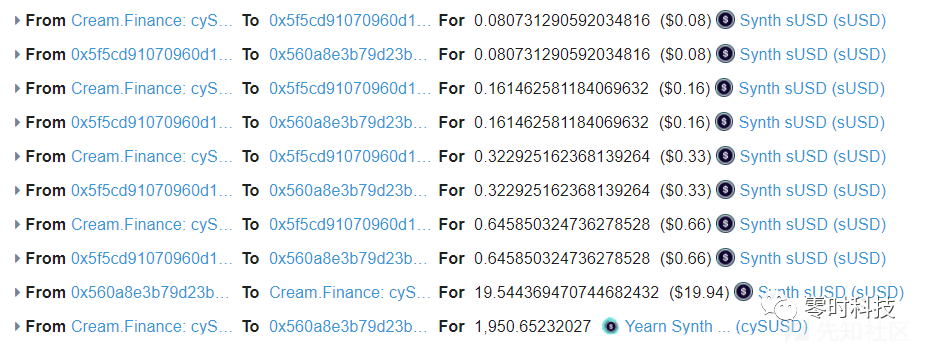 From Cream.Finance: cyS... To 0x5f5cd91070960d1... For 0.080731290592034816 ($0.08) Synth sUSD (sUSD)
From 0x5f5cd91070960d1... To 0x560a8e3b79d23b... For 0.080731290592034816 ($0.08) Synth sUSD (sUSD)
From Cream.Finance: cyS... To 0x5f5cd91070960d1... For 0.161462581184069632 ($0.16) Synth sUSD (sUSD)
From 0x5f5cd91070960d1... To 0x560a8e3b79d23b... For 0.161462581184069632 ($0.16) Synth sUSD (sUSD)
From Cream.Finance: cyS... To 0x5f5cd91070960d1... For 0.322925162368139264 ($0.33) Synth sUSD (sUSD)
From 0x5f5cd91070960d1... To 0x560a8e3b79d23b... For 0.322925162368139264 ($0.33) Synth sUSD (sUSD)
From Cream.Finance: cyS... To 0x5f5cd91070960d1... For 0.645850324736278528 ($0.66) Synth sUSD (sUSD)
From 0x5f5cd91070960d1... To 0x560a8e3b79d23b... For 0.645850324736278528 ($0.66) Synth sUSD (sUSD)
From 0x560a8e3b79d23b... To Cream.Finance: cyS... For 19.544369470744682432 ($19.94) Synth sUSD (sUSD)
From Cream.Finance: cyS... To 0x560a8e3b79d23b... For 1,950.65232027 Yearn Synth ... (cySUSD)
零时科技
先知社区